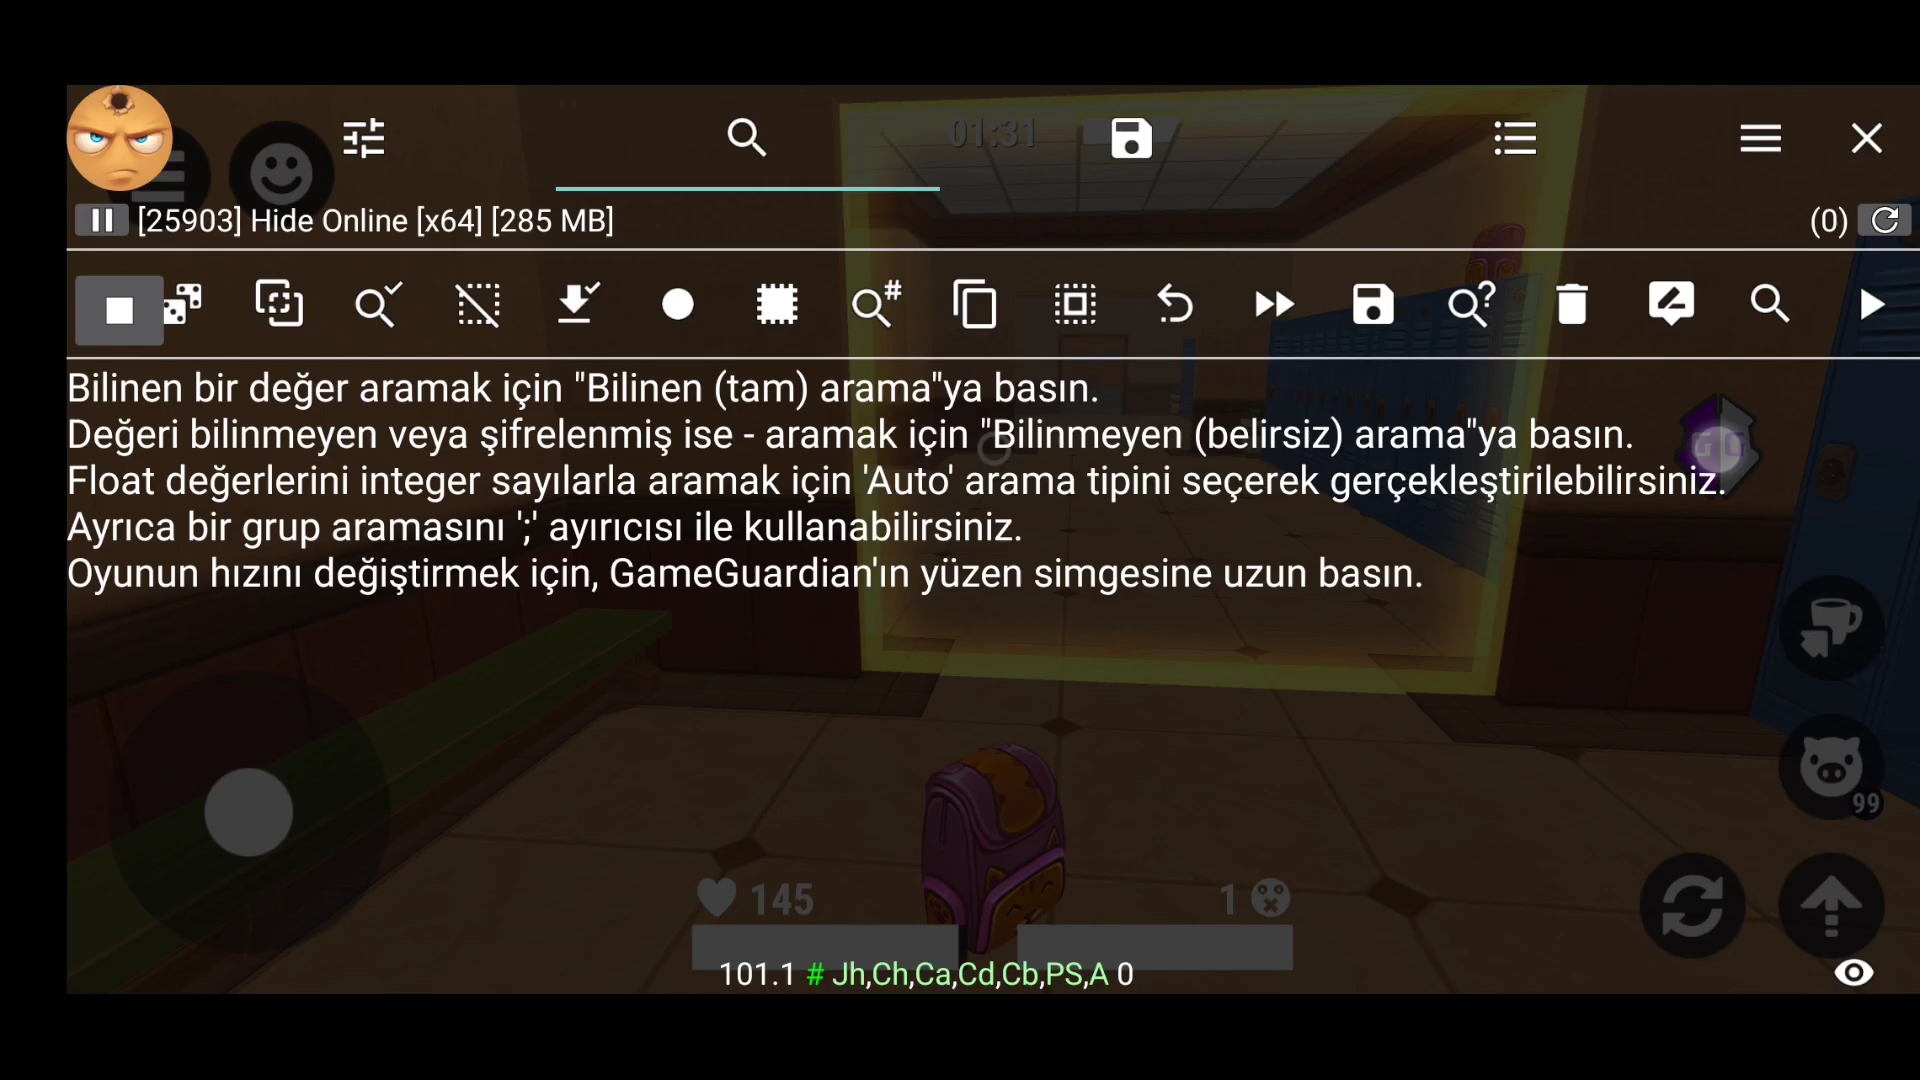 01:31
[25903] Hide Online [x64] [285 MB]
(0)
#
?
Bilinen bir değer aramak için "Bilinen (tam) arama"ya basın.
Değeri bilinmeyen veya şifrelenmiş ise - aramak için "Bilinmeyen (belirsiz) arama"ya basın.
Float değerlerini integer sayılarla aramak için 'Auto' arama tipini seçerek gerçekleştirilebilirsiniz.
Ayrıca bir grup aramasını ';' ayırıcısı ile kullanabilirsiniz.
Oyunun hızını değiştirmek için, GameGuardian'ın yüzen simgesine uzun basın.
GG
99
145
1
101.1 # Jh,Ch,Ca,Cd,Cb,PS,A 0